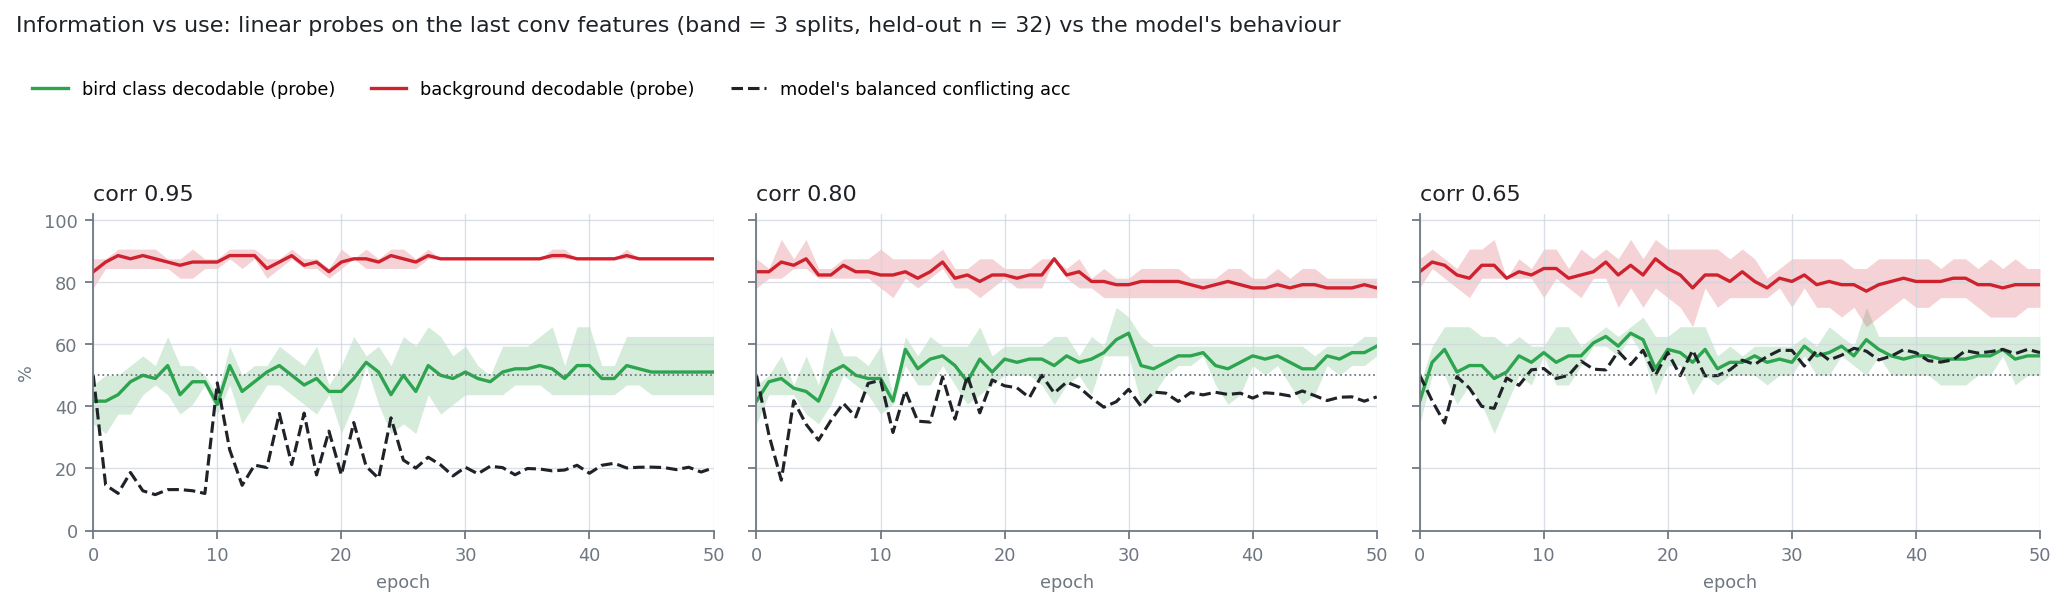 Information vs use: linear probes on the last conv features (band = 3 splits, held-out n = 32) vs the model's behaviour
bird class decodable (probe) background decodable (probe) model's balanced conflicting acc
corr 0.95 corr 0.80 corr 0.65
100
80
60
40
20
0
%
0 10 20 30 40 50 0 10 20 30 40 50 0 10 20 30 40 50
epoch epoch epoch